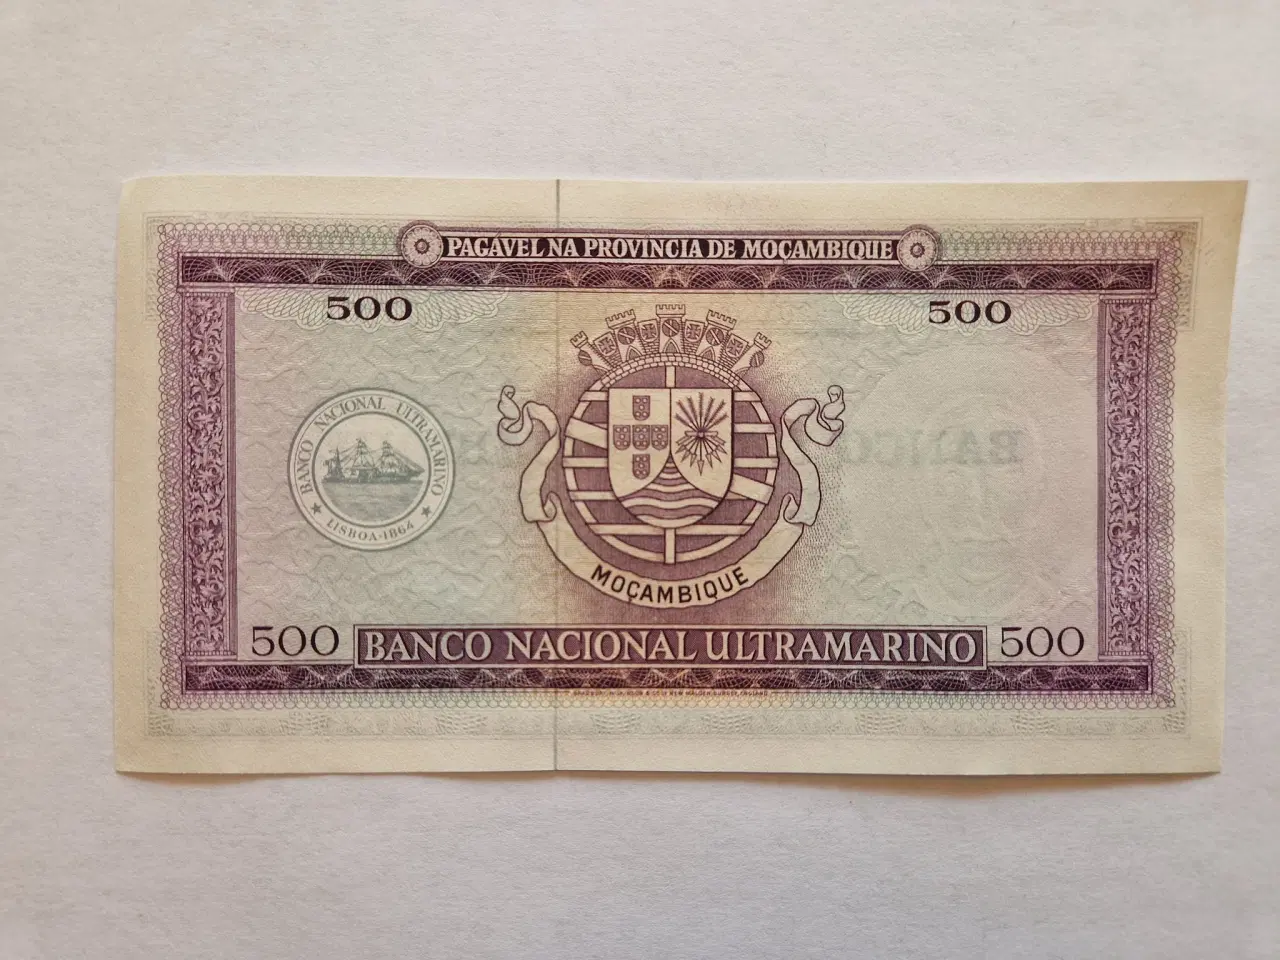 PAGÁVEL NA PROVINCIA DE MOÇAMBIQUE
500
500
BANCO NACIONAL ULTRAMARINO
LISBOA-1864
MOÇAMBIQUE
500
BANCO NACIONAL ULTRAMARINO
500